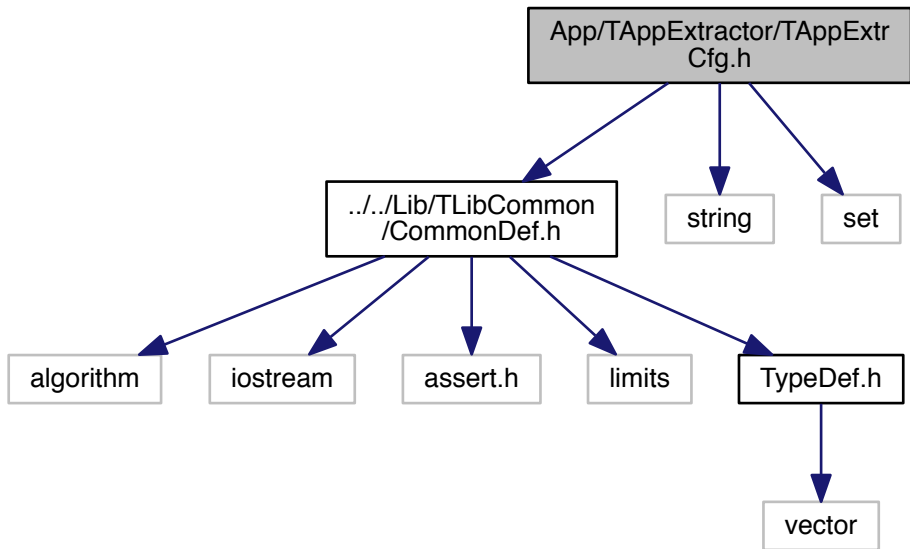 App/TAppExtractor/TAppExtr
Cfg.h
../../Lib/TLibCommon
/CommonDef.h
string
set
algorithm
iostream
assert.h
limits
TypeDef.h
vector